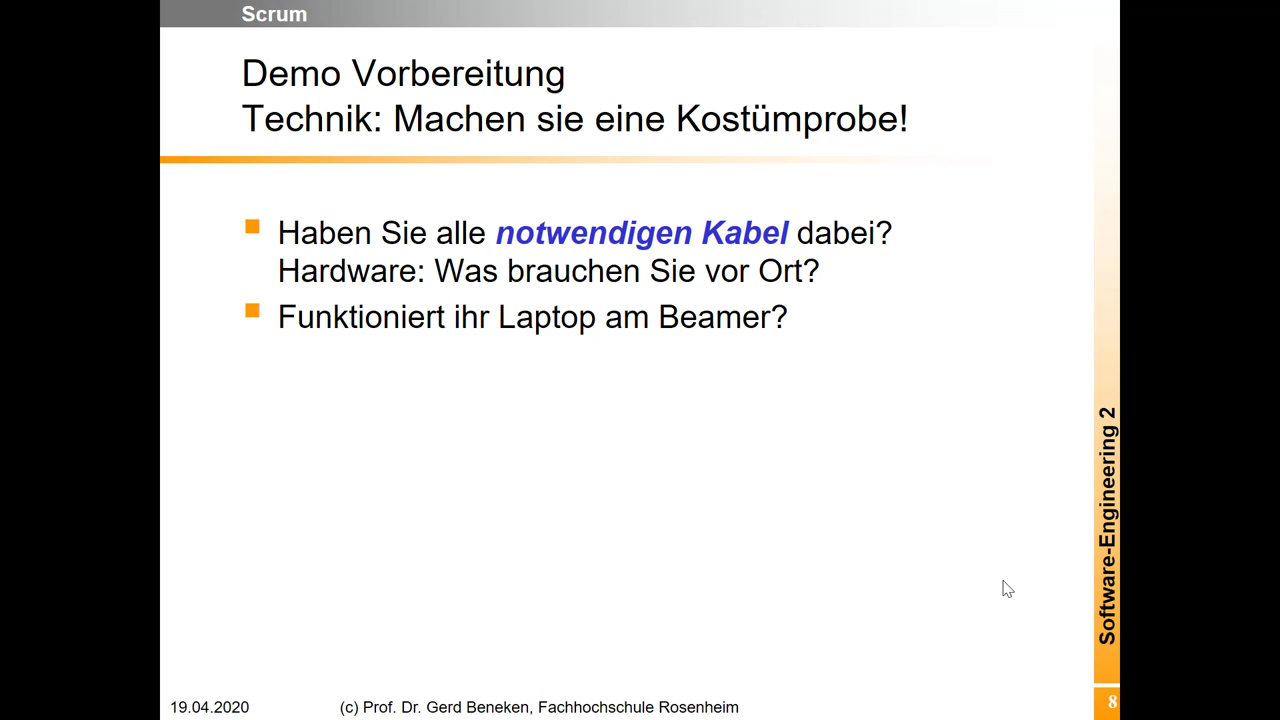 Scrum
Demo Vorbereitung
Technik: Machen sie eine Kostümprobe!
Haben Sie alle notwendigen Kabel dabei?
Hardware: Was brauchen Sie vor Ort?
Funktioniert ihr Laptop am Beamer?
Software-Engineering 2
19.04.2020
(c) Prof. Dr. Gerd Beneken, Fachhochschule Rosenheim
8